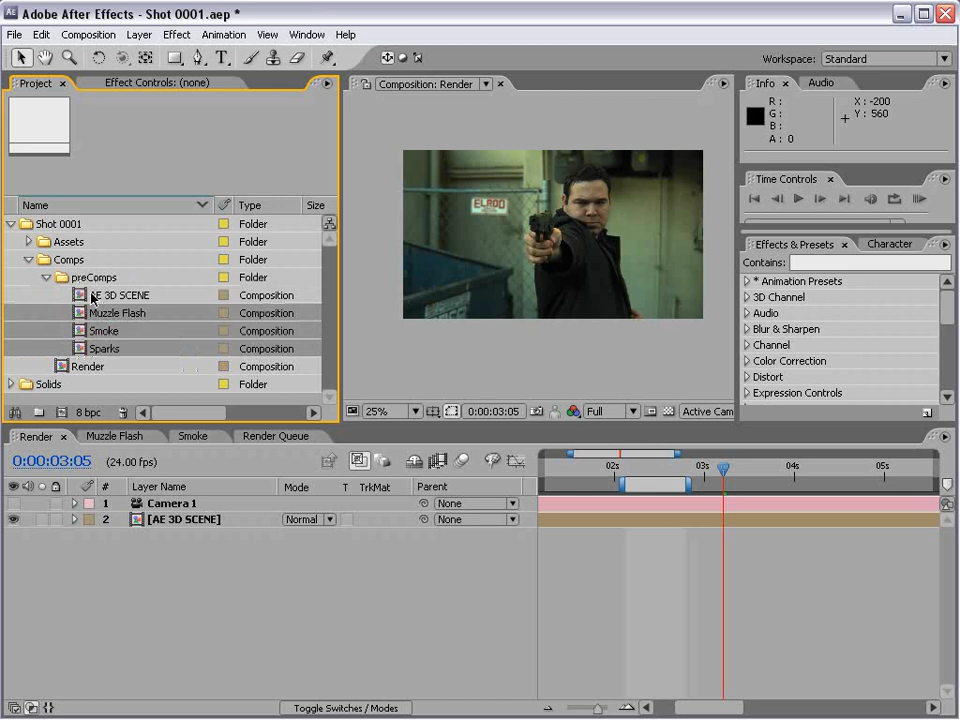 Adobe After Effects - Shot 0001.aep *
File Edit Composition Layer Effect Animation View Window Help
Workspace: Standard
Project Effect Controls: (none)
Composition: Render
Info Audio
R : X : -200
G : Y : 560
B :
A : 0
ELROD
Time Controls
Name Type Size
Shot 0001 Folder
Assets Folder
Comps Folder
preComps Folder
AE 3D SCENE Composition
Muzzle Flash Composition
Smoke Composition
Sparks Composition
Render Composition
Solids Folder
Effects & Presets Character
Contains:
* Animation Presets
3D Channel
Audio
Blur & Sharpen
Channel
Color Correction
Distort
Expression Controls
8 bpc
25% 0:00:03:05 Full Active Cam
Render Muzzle Flash Smoke Render Queue
0:00:03:05 (24.00 fps)
02s 03s 04s 05s
# Layer Name Mode T TrkMat Parent
1 Camera 1 None
2 [AE 3D SCENE] Normal None
Toggle Switches / Modes